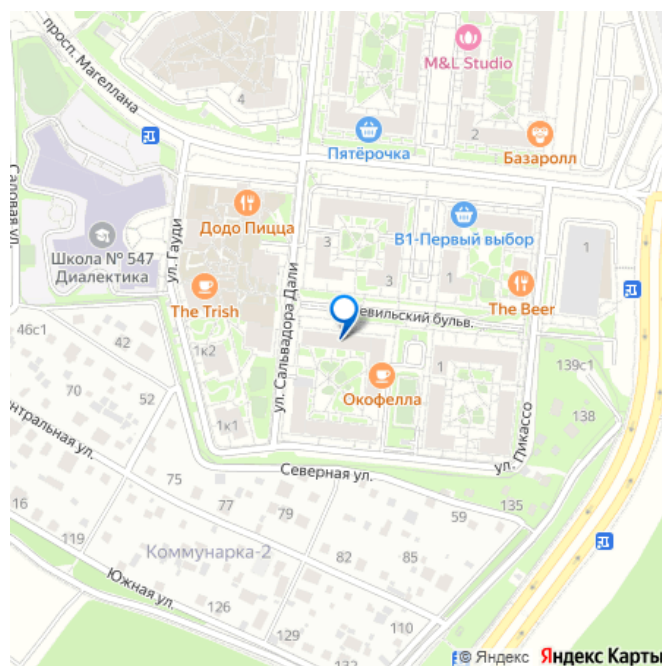 M&L Studio
просп. Магеллана
4
2
Пятёрочка
Базаролл
Садовая ул.
Школа № 547
Диалектика
ул. Гауди
Додо Пицца
3
В1-Первый выбор
1
3
1
The Trish
ул. Сальвадора Дали
евильский бульв.
The Beer
46с1
42
1к2
139с1
70
52
Окофелла
1
138
1к1
ул. Пикассо
нтральная ул.
Северная ул.
75
16
77
79
59
135
119
Коммунарка-2
82
85
Южная ул.
126
129
110
132
© Яндекс Яндекс Карты